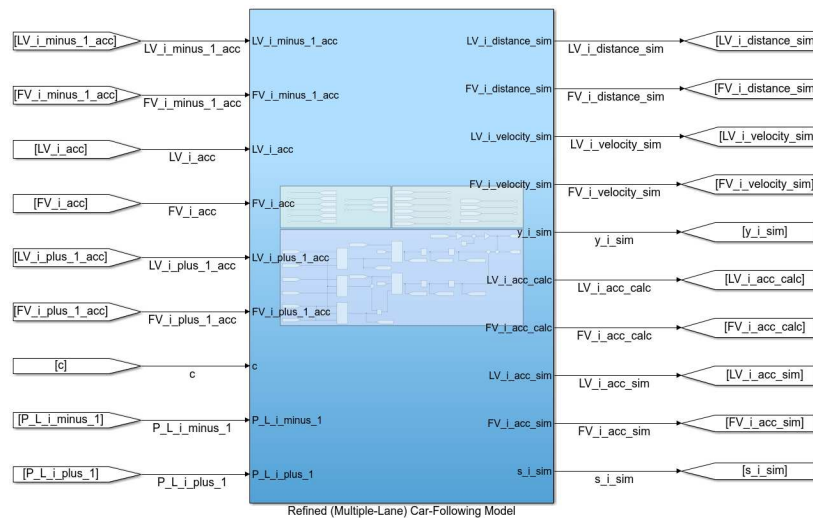 [LV_i_minus_1_acc]
LV_i_minus_1_acc
LV_i_minus_1_acc
[FV_i_minus_1_acc]
FV_i_minus_1_acc
FV_i_minus_1_acc
[LV_i_acc]
LV_i_acc
LV_i_acc
[FV_i_acc]
FV_i_acc
FV_i_acc
[LV_i_plus_1_acc]
LV_i_plus_1_acc
LV_i_plus_1_acc
[FV_i_plus_1_acc]
FV_i_plus_1_acc
FV_i_plus_1_acc
[c]
c
c
[P_L_i_minus_1]
P_L_i_minus_1
P_L_i_minus_1
[P_L_i_plus_1]
P_L_i_plus_1
P_L_i_plus_1
LV_i_distance_sim
LV_i_distance_sim
[LV_i_distance_sim]
FV_i_distance_sim
FV_i_distance_sim
[FV_i_distance_sim]
LV_i_velocity_sim
LV_i_velocity_sim
[LV_i_velocity_sim]
FV_i_velocity_sim
FV_i_velocity_sim
[FV_i_velocity_sim]
y_i_sim
y_i_sim
[y_i_sim]
LV_i_acc_calc
LV_i_acc_calc
[LV_i_acc_calc]
FV_i_acc_calc
FV_i_acc_calc
[FV_i_acc_calc]
LV_i_acc_sim
LV_i_acc_sim
[LV_i_acc_sim]
FV_i_acc_sim
FV_i_acc_sim
[FV_i_acc_sim]
s_i_sim
s_i_sim
[s_i_sim]
Refined (Multiple-Lane) Car-Following Model